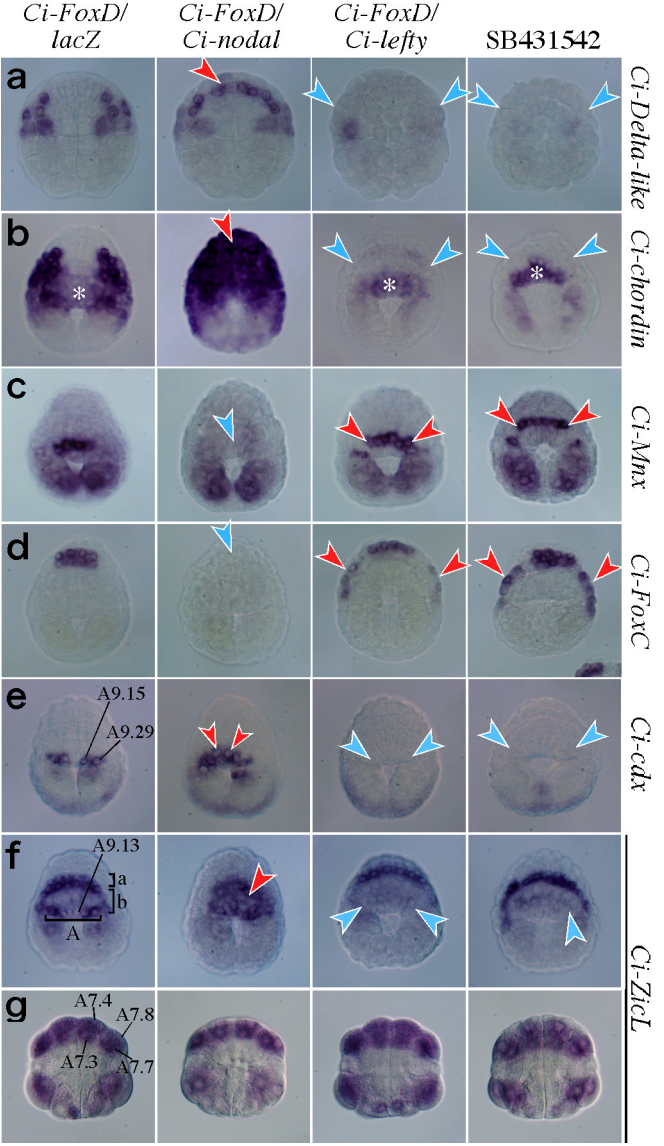 Ci-FoxD/ lacZ
Ci-FoxD/ Ci-nodal
Ci-FoxD/ Ci-lefty
SB431542
a
Ci-Delta-like
b
*
*
*
Ci-chordin
c
Ci-Mnx
d
Ci-FoxC
e
A9.15
A9.29
Ci-cdx
f
A9.13
a
b
A
Ci-ZicL
g
A7.4
A7.8
A7.3
A7.7